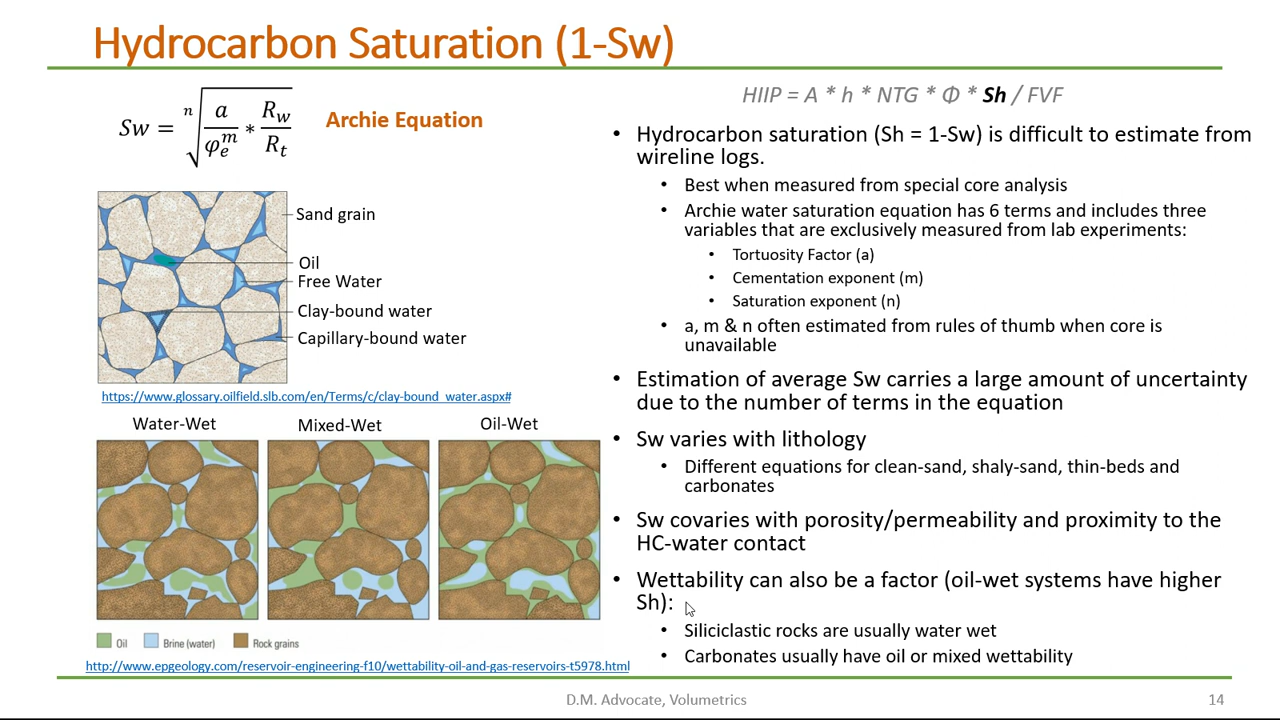 Hydrocarbon Saturation (1-Sw)
Sw = \sqrt[n]{\frac{a}{φ_e^m} * \frac{R_w}{R_t}}
Archie Equation
Sand grain
Oil
Free Water
Clay-bound water
Capillary-bound water
https://www.glossary.oilfield.slb.com/en/Terms/c/clay-bound_water.aspx#
Water-Wet
Mixed-Wet
Oil-Wet
Oil
Brine (water)
Rock grains
http://www.epgeology.com/reservoir-engineering-f10/wettability-oil-and-gas-reservoirs-t5978.html
HIIP = A * h * NTG * Φ * Sh / FVF
• Hydrocarbon saturation (Sh = 1-Sw) is difficult to estimate from
wireline logs.
• Best when measured from special core analysis
• Archie water saturation equation has 6 terms and includes three
variables that are exclusively measured from lab experiments:
• Tortuosity Factor (a)
• Cementation exponent (m)
• Saturation exponent (n)
• a, m & n often estimated from rules of thumb when core is
unavailable
• Estimation of average Sw carries a large amount of uncertainty
due to the number of terms in the equation
• Sw varies with lithology
• Different equations for clean-sand, shaly-sand, thin-beds and
carbonates
• Sw covaries with porosity/permeability and proximity to the
HC-water contact
• Wettability can also be a factor (oil-wet systems have higher
Sh):
• Siliciclastic rocks are usually water wet
• Carbonates usually have oil or mixed wettability
D.M. Advocate, Volumetrics
14